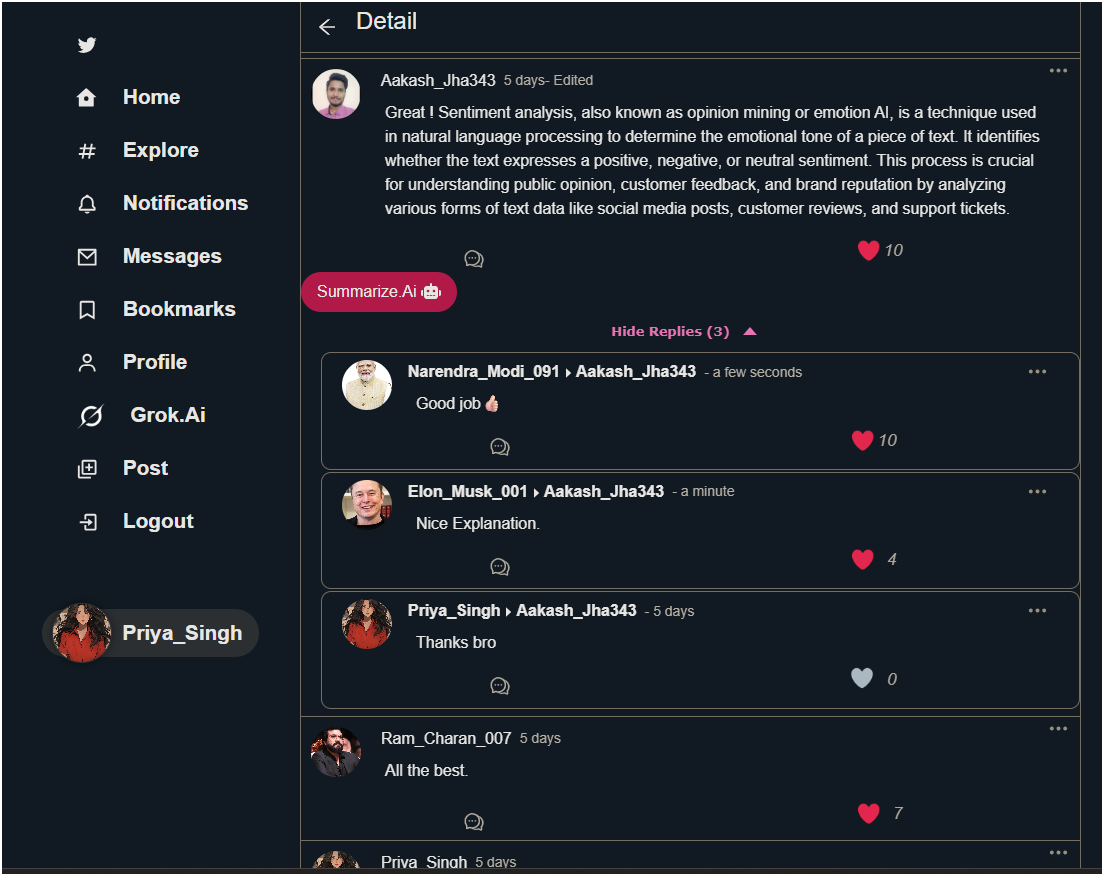 Detail
Home
Explore
Notifications
Messages
Bookmarks
Profile
Grok.Ai
Post
Logout
Priya_Singh
Aakash_Jha343 5 days- Edited
Great ! Sentiment analysis, also known as opinion mining or emotion AI, is a technique used
in natural language processing to determine the emotional tone of a piece of text. It identifies
whether the text expresses a positive, negative, or neutral sentiment. This process is crucial
for understanding public opinion, customer feedback, and brand reputation by analyzing
various forms of text data like social media posts, customer reviews, and support tickets.
10
Summarize.Ai
Hide Replies (3)
Narendra_Modi_091 Aakash_Jha343 - a few seconds
Good job👍🏻
10
Elon_Musk_001 Aakash_Jha343 - a minute
Nice Explanation.
4
Priya_Singh Aakash_Jha343 - 5 days
Thanks bro
0
Ram_Charan_007 5 days
All the best.
7
Priya_Singh 5 days